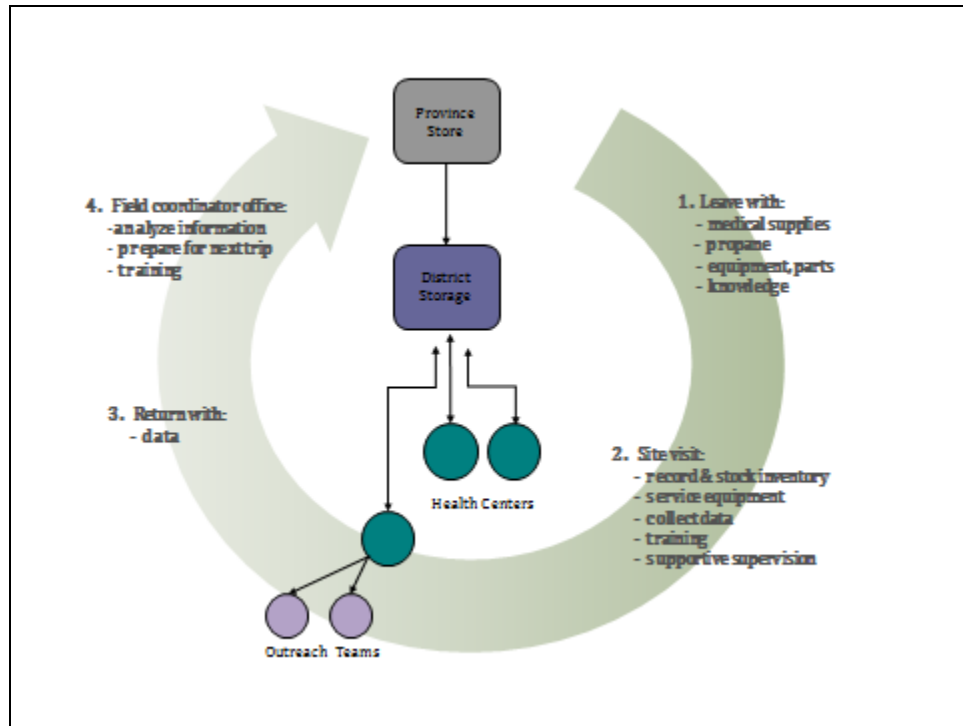 Province
Store
4. Field coordinator office:
-analyze information
- prepare for next trip
- training
1. Leave with:
- medical supplies
- propane
- equipment, parts
- knowledge
District
Storage
3. Return with:
- data
2. Site visit:
- record & stock inventory
- service equipment
- collect data
- training
- supportive supervision
Health Centers
Outreach Teams